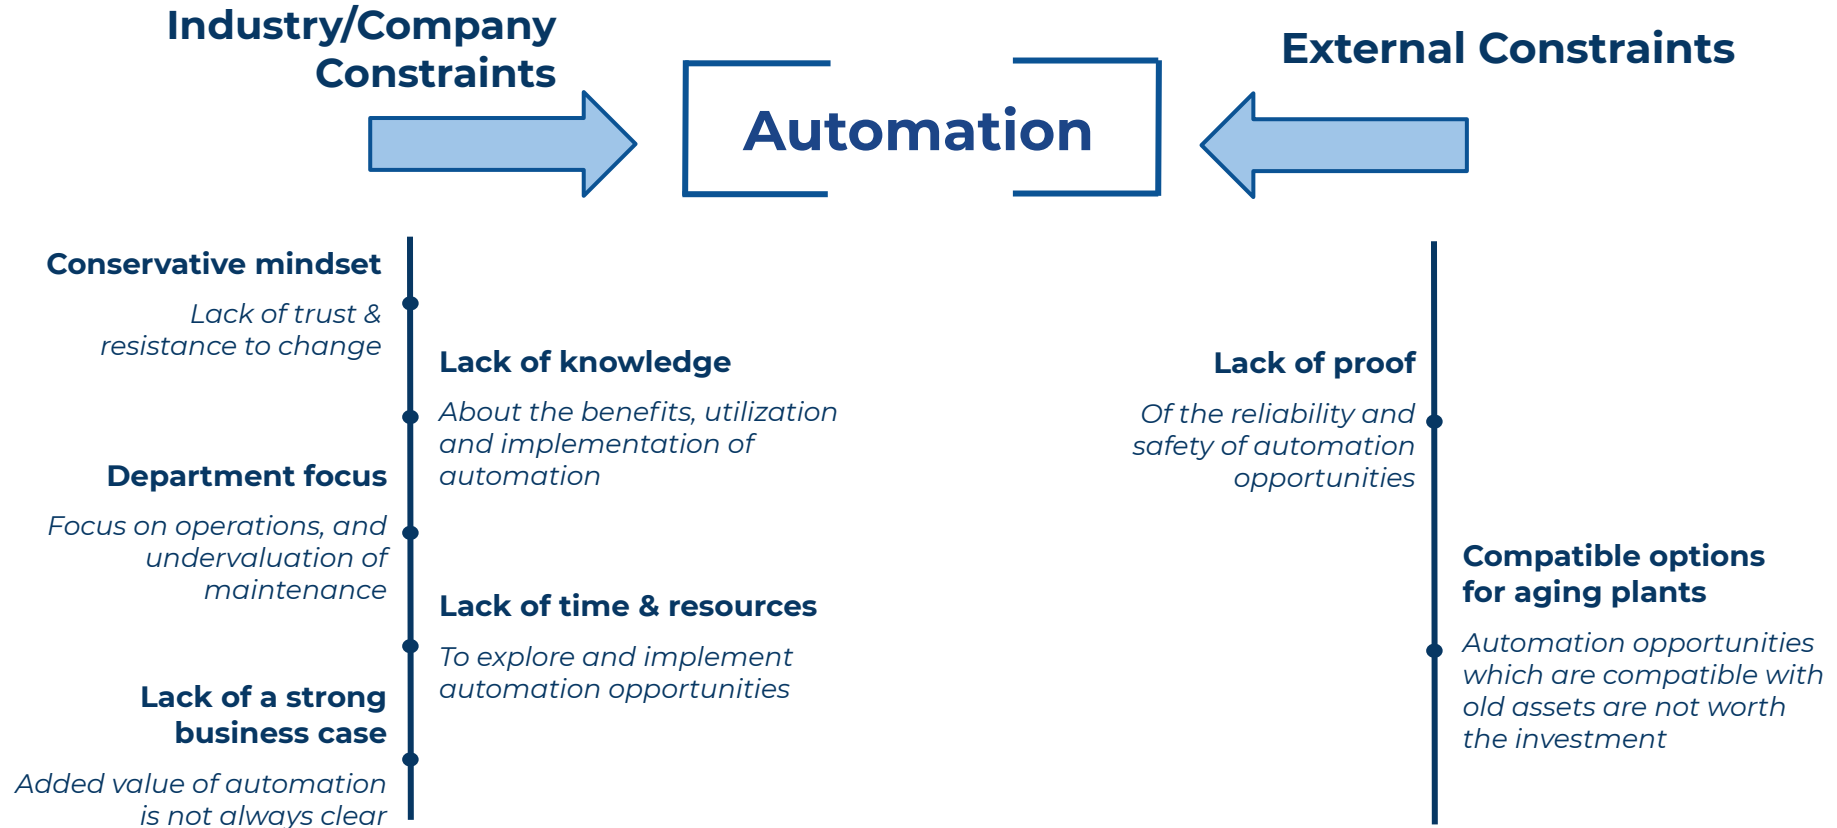 Industry/Company
Constraints
Automation
External Constraints
Conservative mindset
Lack of trust &
resistance to change
Lack of knowledge
About the benefits, utilization
and implementation of
automation
Department focus
Focus on operations, and
undervaluation of
maintenance
Lack of time & resources
To explore and implement
automation opportunities
Lack of a strong
business case
Added value of automation
is not always clear
Lack of proof
Of the reliability and
safety of automation
opportunities
Compatible options
for aging plants
Automation opportunities
which are compatible with
old assets are not worth
the investment